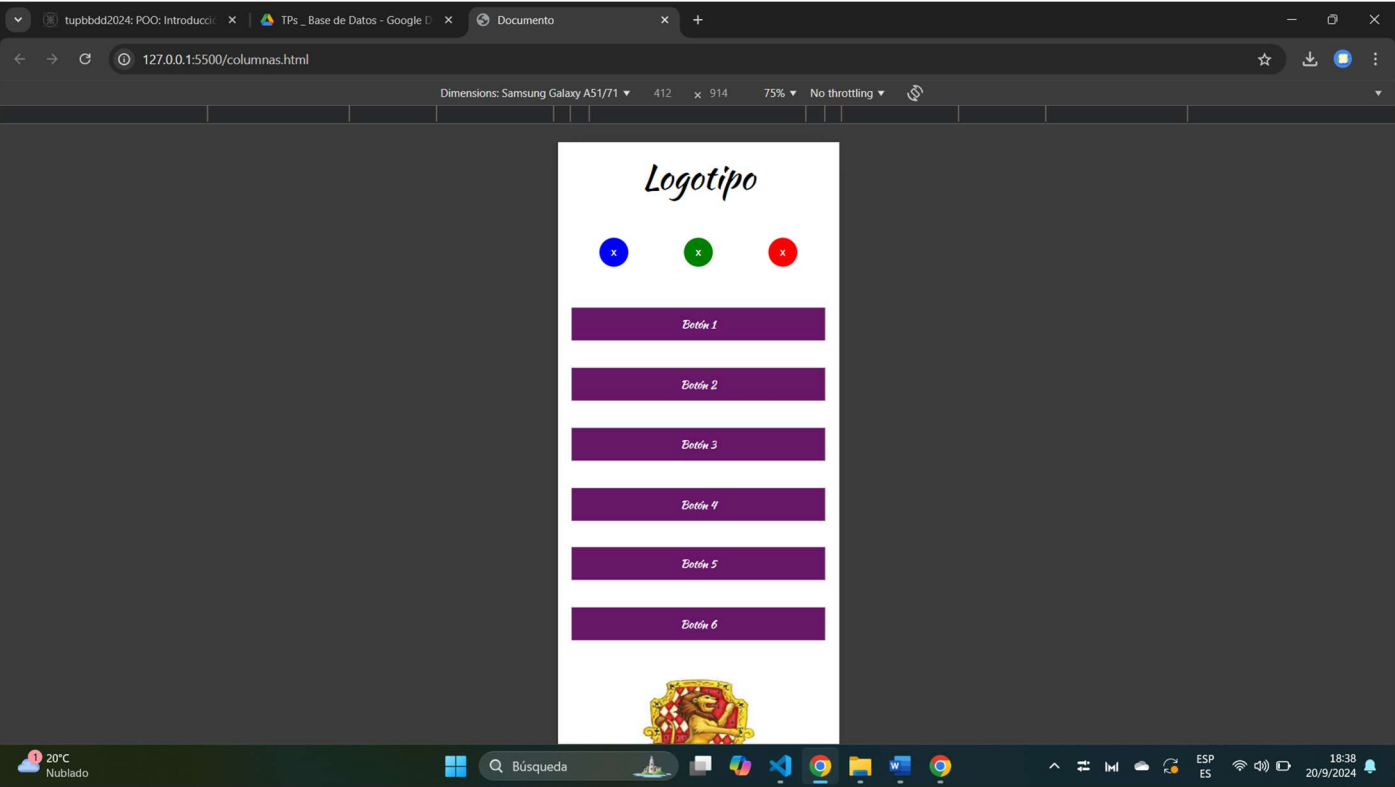 tupbbdd2024: POO: Introducció
TPs _ Base de Datos - Google D
Documento
127.0.0.1:5500/columnas.html
Dimensions: Samsung Galaxy A51/71 412 x 914 75% No throttling
Logotipo
x x x
Botón 1
Botón 2
Botón 3
Botón 4
Botón 5
Botón 6
1 20°C
Nublado
Búsqueda
ESP
ES
18:38
20/9/2024